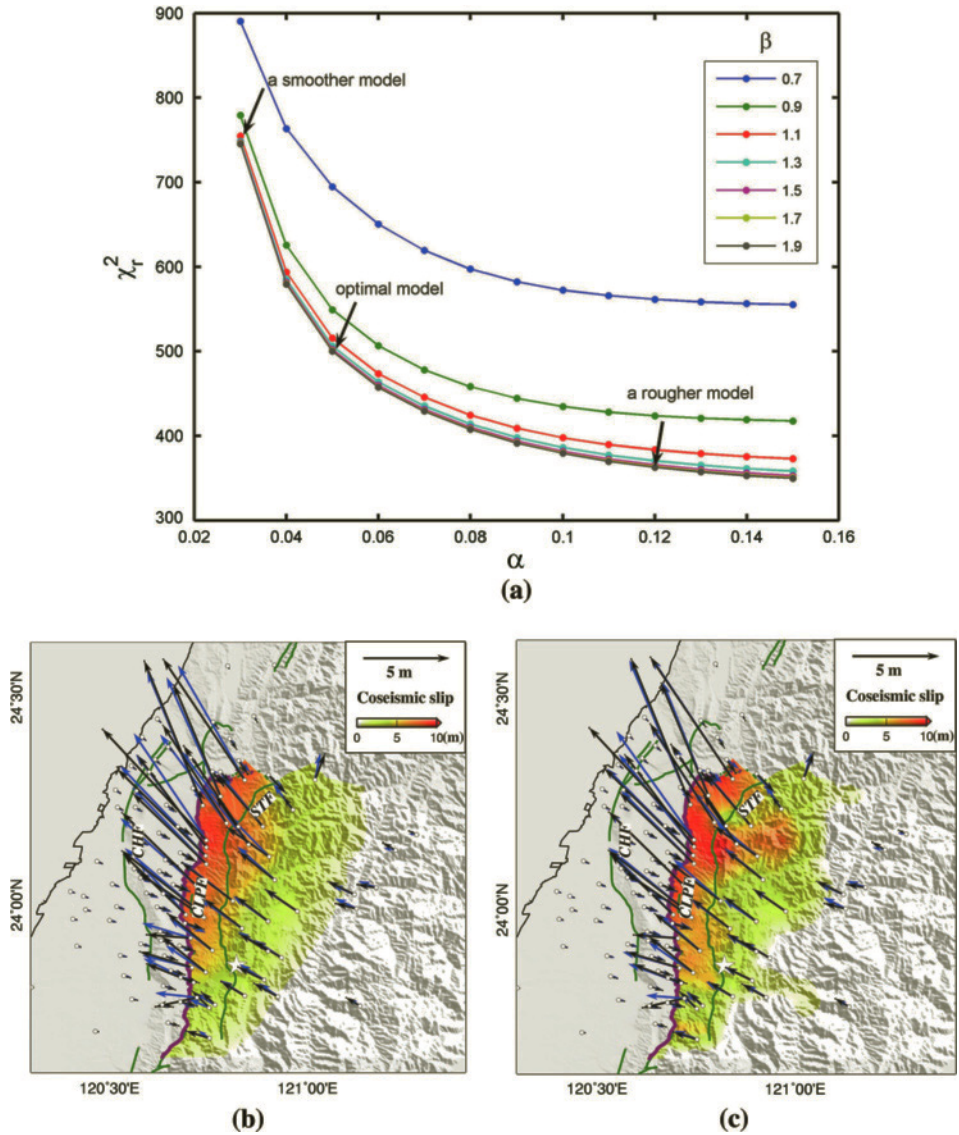 900
800
700
600
500
400
300
χr2
0.02
0.04
0.06
0.08
0.1
0.12
0.14
0.16
α
a smoother model
optimal model
a rougher model
β
0.7
0.9
1.1
1.3
1.5
1.7
1.9
(a)
5 m
Coseismic slip
0 5 10(m)
24°30'N
24°00'N
CHF
CLPF
STF
120°30'E 121°00'E
(b)
5 m
Coseismic slip
0 5 10(m)
24°30'N
24°00'N
CHF
CLPF
STF
120°30'E 121°00'E
(c)